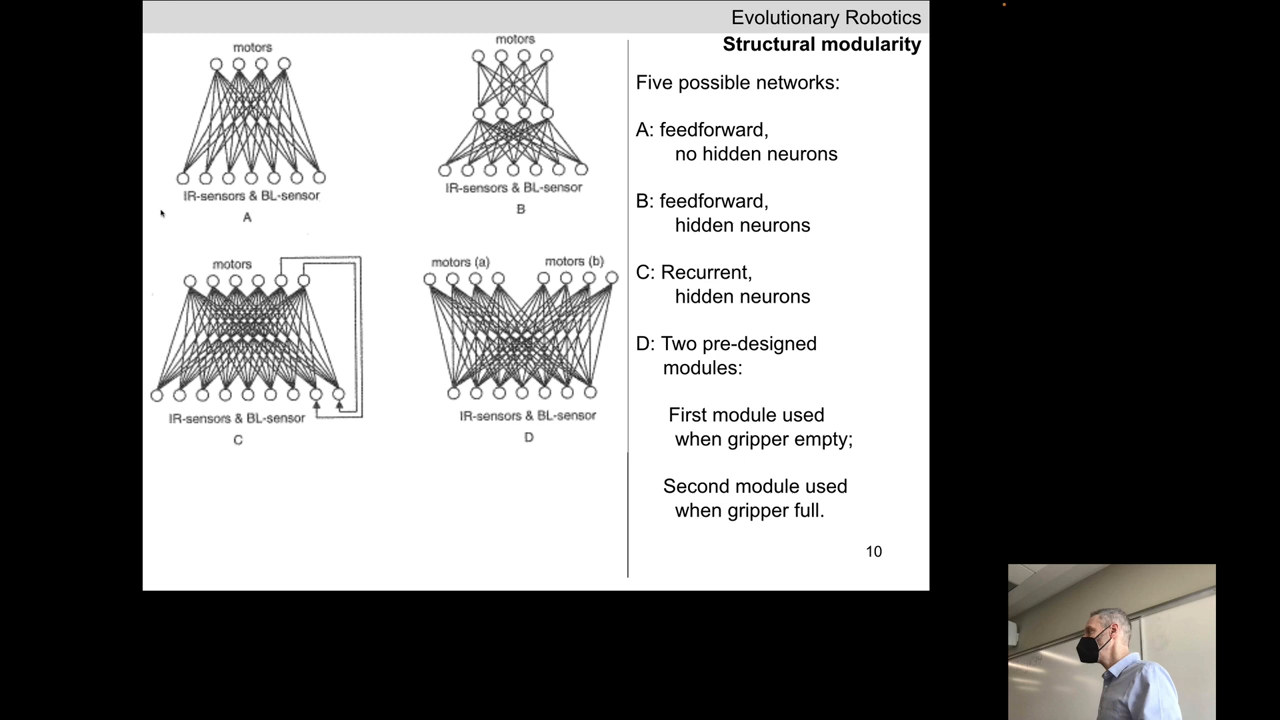 Evolutionary Robotics
Structural modularity
motors
IR-sensors & BL-sensor
A
motors
IR-sensors & BL-sensor
B
motors
IR-sensors & BL-sensor
C
motors (a)
motors (b)
IR-sensors & BL-sensor
D
Five possible networks:
A: feedforward,
no hidden neurons
B: feedforward,
hidden neurons
C: Recurrent,
hidden neurons
D: Two pre-designed
modules:
First module used
when gripper empty;
Second module used
when gripper full.
10